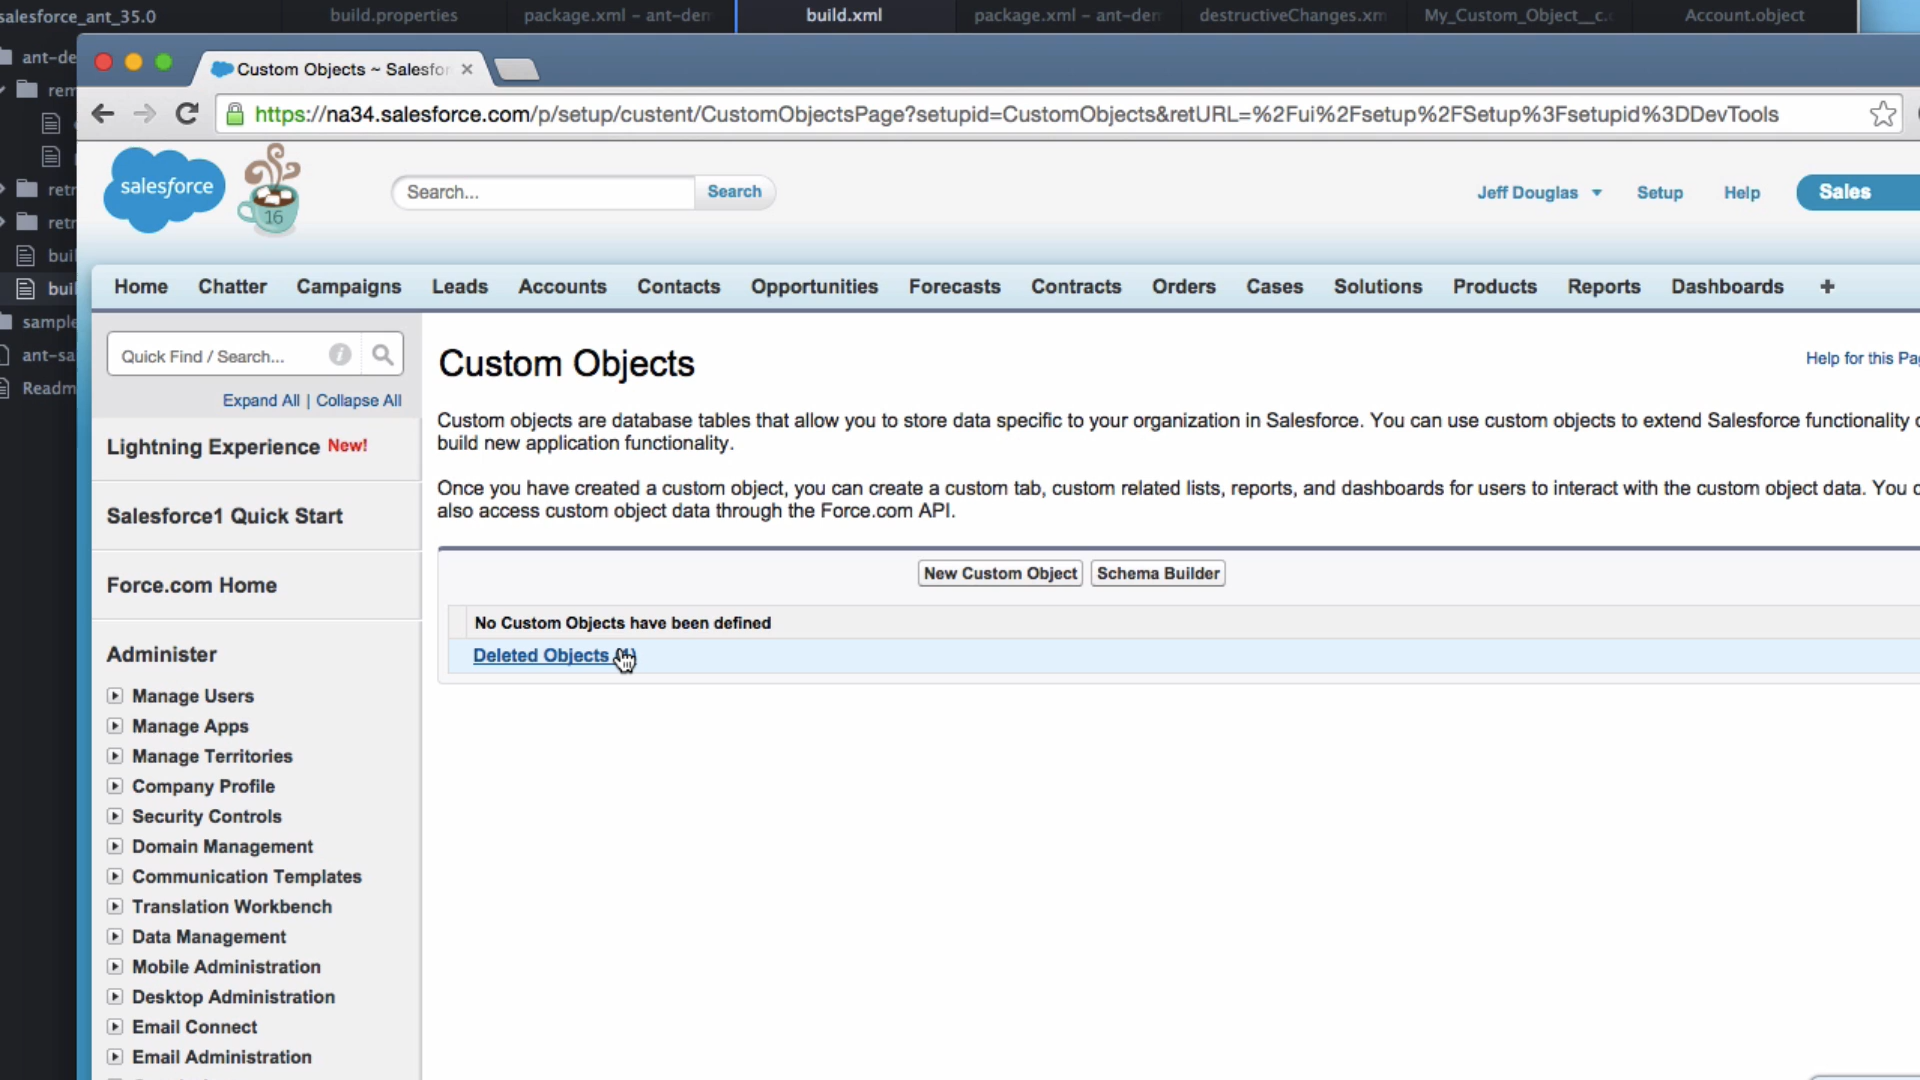 salesforce_ant_35.0
build.properties
package.xml – ant-dem
build.xml
package.xml – ant-dem
destructiveChanges.xm
My_Custom_Object__c.
Account.object
ant-de
rem
retr
retr
buil
buil
sample
ant-sa
Readm
Custom Objects ~ Salesfor
https://na34.salesforce.com/p/setup/custent/CustomObjectsPage?setupid=CustomObjects&retURL=%2Fui%2Fsetup%2FSetup%3Fsetupid%3DDevTools
salesforce
16
Search...
Search
Jeff Douglas
Setup
Help
Sales
Home Chatter Campaigns Leads Accounts Contacts Opportunities Forecasts Contracts Orders Cases Solutions Products Reports Dashboards +
Quick Find / Search...
Expand All | Collapse All
Lightning Experience New!
Salesforce1 Quick Start
Force.com Home
Administer
Manage Users
Manage Apps
Manage Territories
Company Profile
Security Controls
Domain Management
Communication Templates
Translation Workbench
Data Management
Mobile Administration
Desktop Administration
Email Connect
Email Administration
Custom Objects
Help for this Pag
Custom objects are database tables that allow you to store data specific to your organization in Salesforce. You can use custom objects to extend Salesforce functionality
build new application functionality.
Once you have created a custom object, you can create a custom tab, custom related lists, reports, and dashboards for users to interact with the custom object data. You
also access custom object data through the Force.com API.
New Custom Object
Schema Builder
No Custom Objects have been defined
Deleted Objects